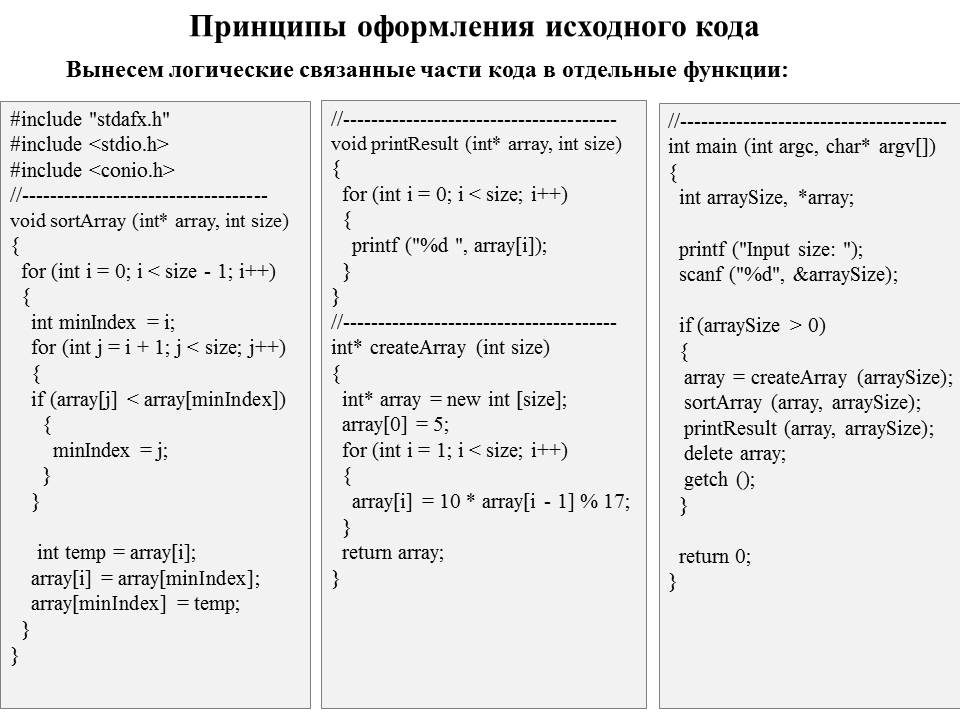 Принципы оформления исходного кода
Вынесем логические связанные части кода в отдельные функции:
#include "stdafx.h"
#include <stdio.h>
#include <conio.h>
//-----------------------------------
void sortArray (int* array, int size)
{
for (int i = 0; i < size - 1; i++)
{
int minIndex = i;
for (int j = i + 1; j < size; j++)
{
if (array[j] < array[minIndex])
{
minIndex = j;
}
}
int temp = array[i];
array[i] = array[minIndex];
array[minIndex] = temp;
}
}
//---------------------------------------
void printResult (int* array, int size)
{
for (int i = 0; i < size; i++)
{
printf ("%d ", array[i]);
}
}
//---------------------------------------
int* createArray (int size)
{
int* array = new int [size];
array[0] = 5;
for (int i = 1; i < size; i++)
{
array[i] = 10 * array[i - 1] % 17;
}
return array;
}
//--------------------------------------
int main (int argc, char* argv[])
{
int arraySize, *array;
printf ("Input size: ");
scanf ("%d", &arraySize);
if (arraySize > 0)
{
array = createArray (arraySize);
sortArray (array, arraySize);
printResult (array, arraySize);
delete array;
getch ();
}
return 0;
}